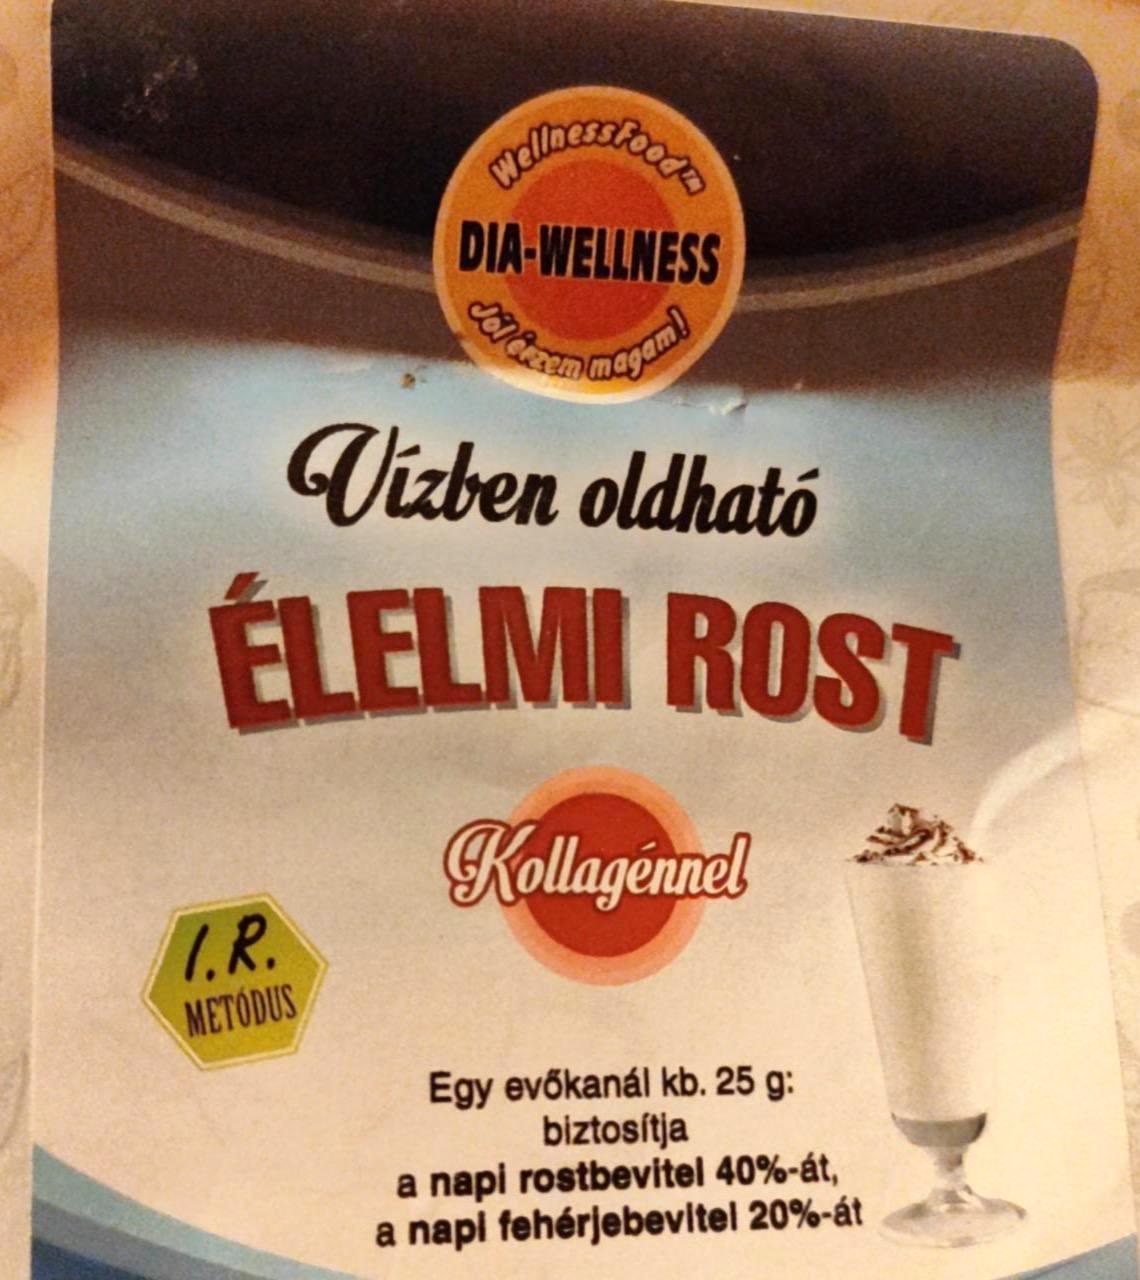 WellnessFood™
DIA-WELLNESS
Jól érzem magam!
Vízben oldható
ÉLELMI ROST
Kollagénnel
I.R.
METÓDUS
Egy evőkanál kb. 25 g:
biztosítja
a napi rostbevitel 40%-át,
a napi fehérjebevitel 20%-át